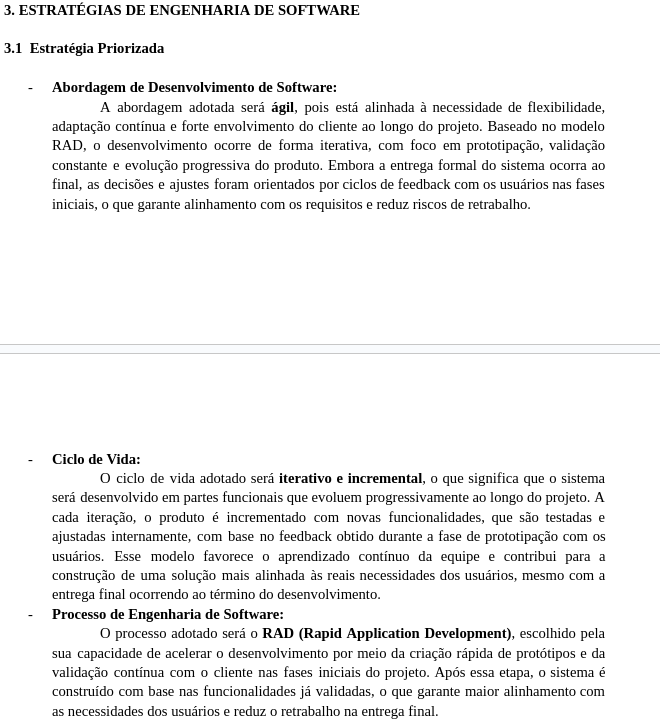 3. ESTRATÉGIAS DE ENGENHARIA DE SOFTWARE
3.1 Estratégia Priorizada
- Abordagem de Desenvolvimento de Software:
A abordagem adotada será ágil, pois está alinhada à necessidade de flexibilidade,
adaptação contínua e forte envolvimento do cliente ao longo do projeto. Baseado no modelo
RAD, o desenvolvimento ocorre de forma iterativa, com foco em prototipação, validação
constante e evolução progressiva do produto. Embora a entrega formal do sistema ocorra ao
final, as decisões e ajustes foram orientados por ciclos de feedback com os usuários nas fases
iniciais, o que garante alinhamento com os requisitos e reduz riscos de retrabalho.
- Ciclo de Vida:
O ciclo de vida adotado será iterativo e incremental, o que significa que o sistema
será desenvolvido em partes funcionais que evoluem progressivamente ao longo do projeto. A
cada iteração, o produto é incrementado com novas funcionalidades, que são testadas e
ajustadas internamente, com base no feedback obtido durante a fase de prototipação com os
usuários. Esse modelo favorece o aprendizado contínuo da equipe e contribui para a
construção de uma solução mais alinhada às reais necessidades dos usuários, mesmo com a
entrega final ocorrendo ao término do desenvolvimento.
- Processo de Engenharia de Software:
O processo adotado será o RAD (Rapid Application Development), escolhido pela
sua capacidade de acelerar o desenvolvimento por meio da criação rápida de protótipos e da
validação contínua com o cliente nas fases iniciais do projeto. Após essa etapa, o sistema é
construído com base nas funcionalidades já validadas, o que garante maior alinhamento com
as necessidades dos usuários e reduz o retrabalho na entrega final.